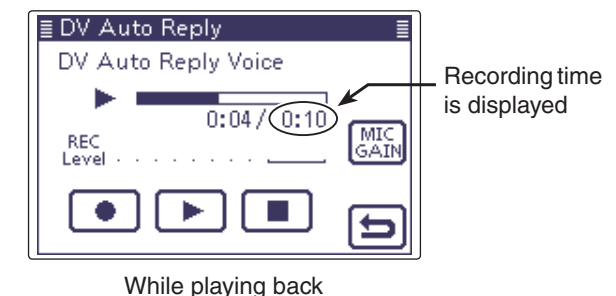 DV Auto Reply
DV Auto Reply Voice
0:04 / 0:10
REC
Level
MIC
GAIN
Recording time
is displayed
While playing back